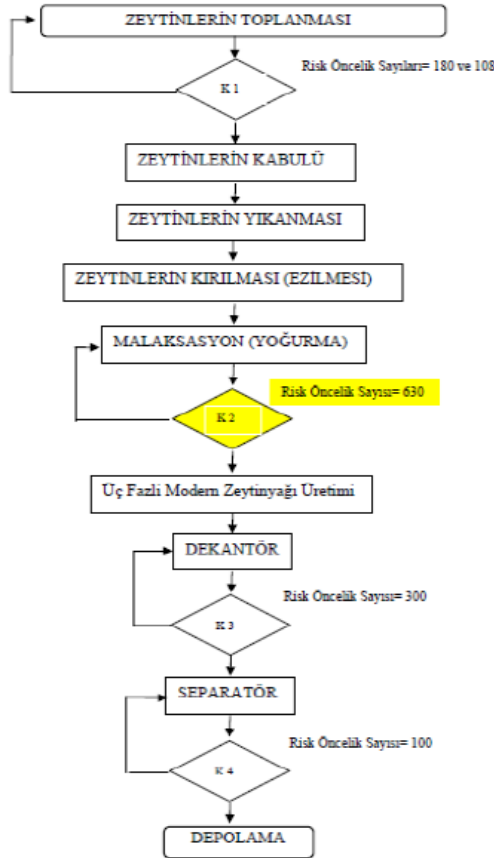 ZEYTİNLERİN TOPLANMASI
Risk Öncelik Sayıları= 180 ve 108
K 1
ZEYTİNLERİN KABULÜ
ZEYTİNLERİN YIKANMASI
ZEYTİNLERİN KIRILMASI (EZİLMESİ)
MALAKSASYON (YOĞURMA)
Risk Öncelik Sayısı= 630
K 2
Üç Fazli Modern Zeytinyağı Üretimi
DEKANTÖR
Risk Öncelik Sayısı= 300
K 3
SEPARATÖR
Risk Öncelik Sayısı= 100
K 4
DEPOLAMA